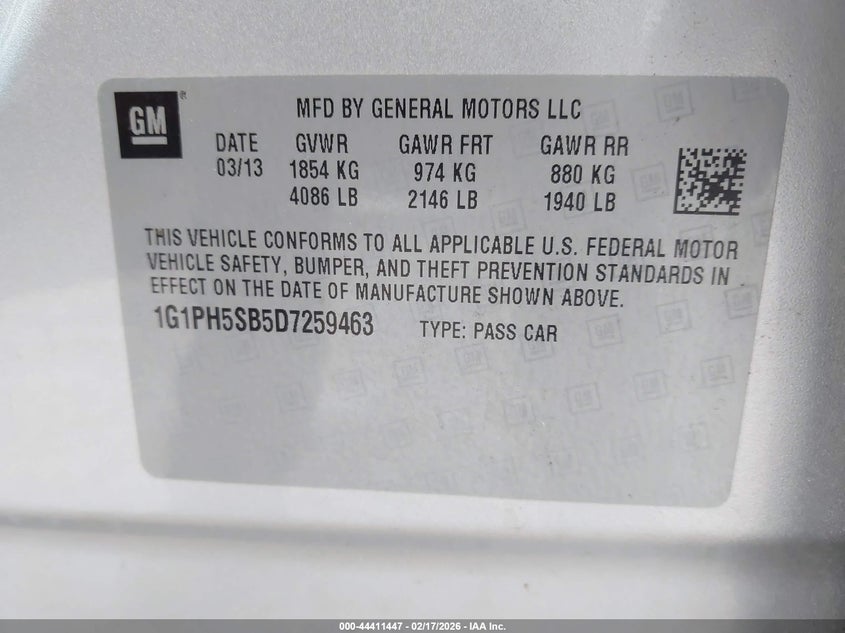 GM ® MFD BY GENERAL MOTORS LLC
DATE GVWR GAWR FRT GAWR RR
03/13 1854 KG 974 KG 880 KG
4086 LB 2146 LB 1940 LB
THIS VEHICLE CONFORMS TO ALL APPLICABLE U.S. FEDERAL MOTOR
VEHICLE SAFETY, BUMPER, AND THEFT PREVENTION STANDARDS IN
EFFECT ON THE DATE OF MANUFACTURE SHOWN ABOVE.
1G1PH5SB5D7259463 TYPE: PASS CAR
000-44411447 - 02/17/2026 - IAA Inc.